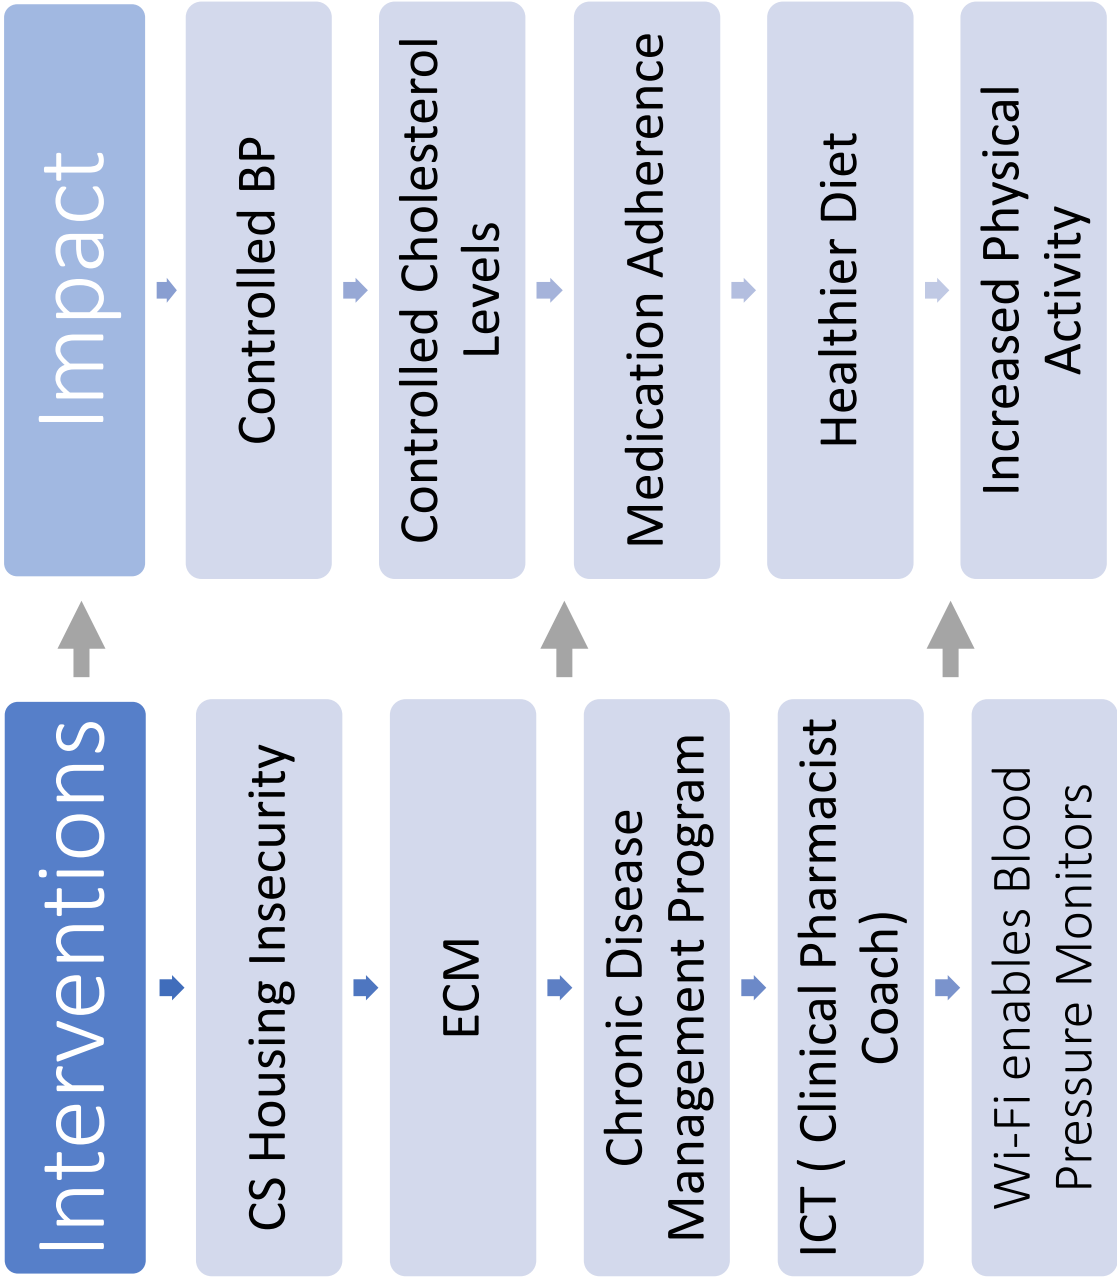 Interventions
CS Housing Insecurity
ECM
Chronic Disease
Management Program
ICT ( Clinical Pharmacist
Coach)
Wi-Fi enables Blood
Pressure Monitors
Impact
Controlled BP
Controlled Cholesterol
Levels
Medication Adherence
Healthier Diet
Increased Physical
Activity